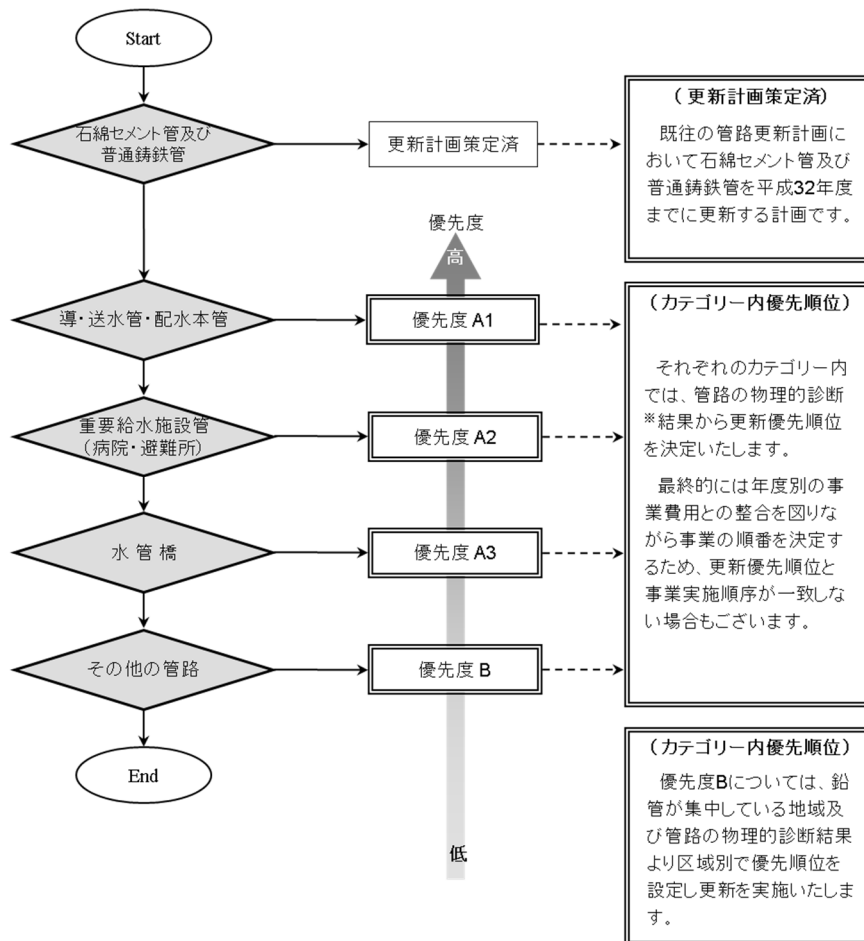 Start
石綿セメント管及び
普通鋳鉄管
更新計画策定済
(更新計画策定済)
既往の管路更新計画に
おいて石綿セメント管及び
普通鋳鉄管を平成32年度
までに更新する計画です。
優先度
高
導・送水管・配水本管
優先度 A1
重要給水施設管
(病院・避難所)
優先度 A2
水管橋
優先度 A3
その他の管路
優先度 B
End
低
(カテゴリー内優先順位)
それぞれのカテゴリー内
では、管路の物理的診断
※結果から更新優先順位
を決定いたします。
最終的には年度別の事
業費用との整合を図りな
がら事業の順番を決定す
るため、更新優先順位と
事業実施順序が一致しな
い場合もございます。
(カテゴリー内優先順位)
優先度Bについては、鉛
管が集中している地域及
び管路の物理的診断結果
より区域別で優先順位を
設定し更新を実施いたしま
す。